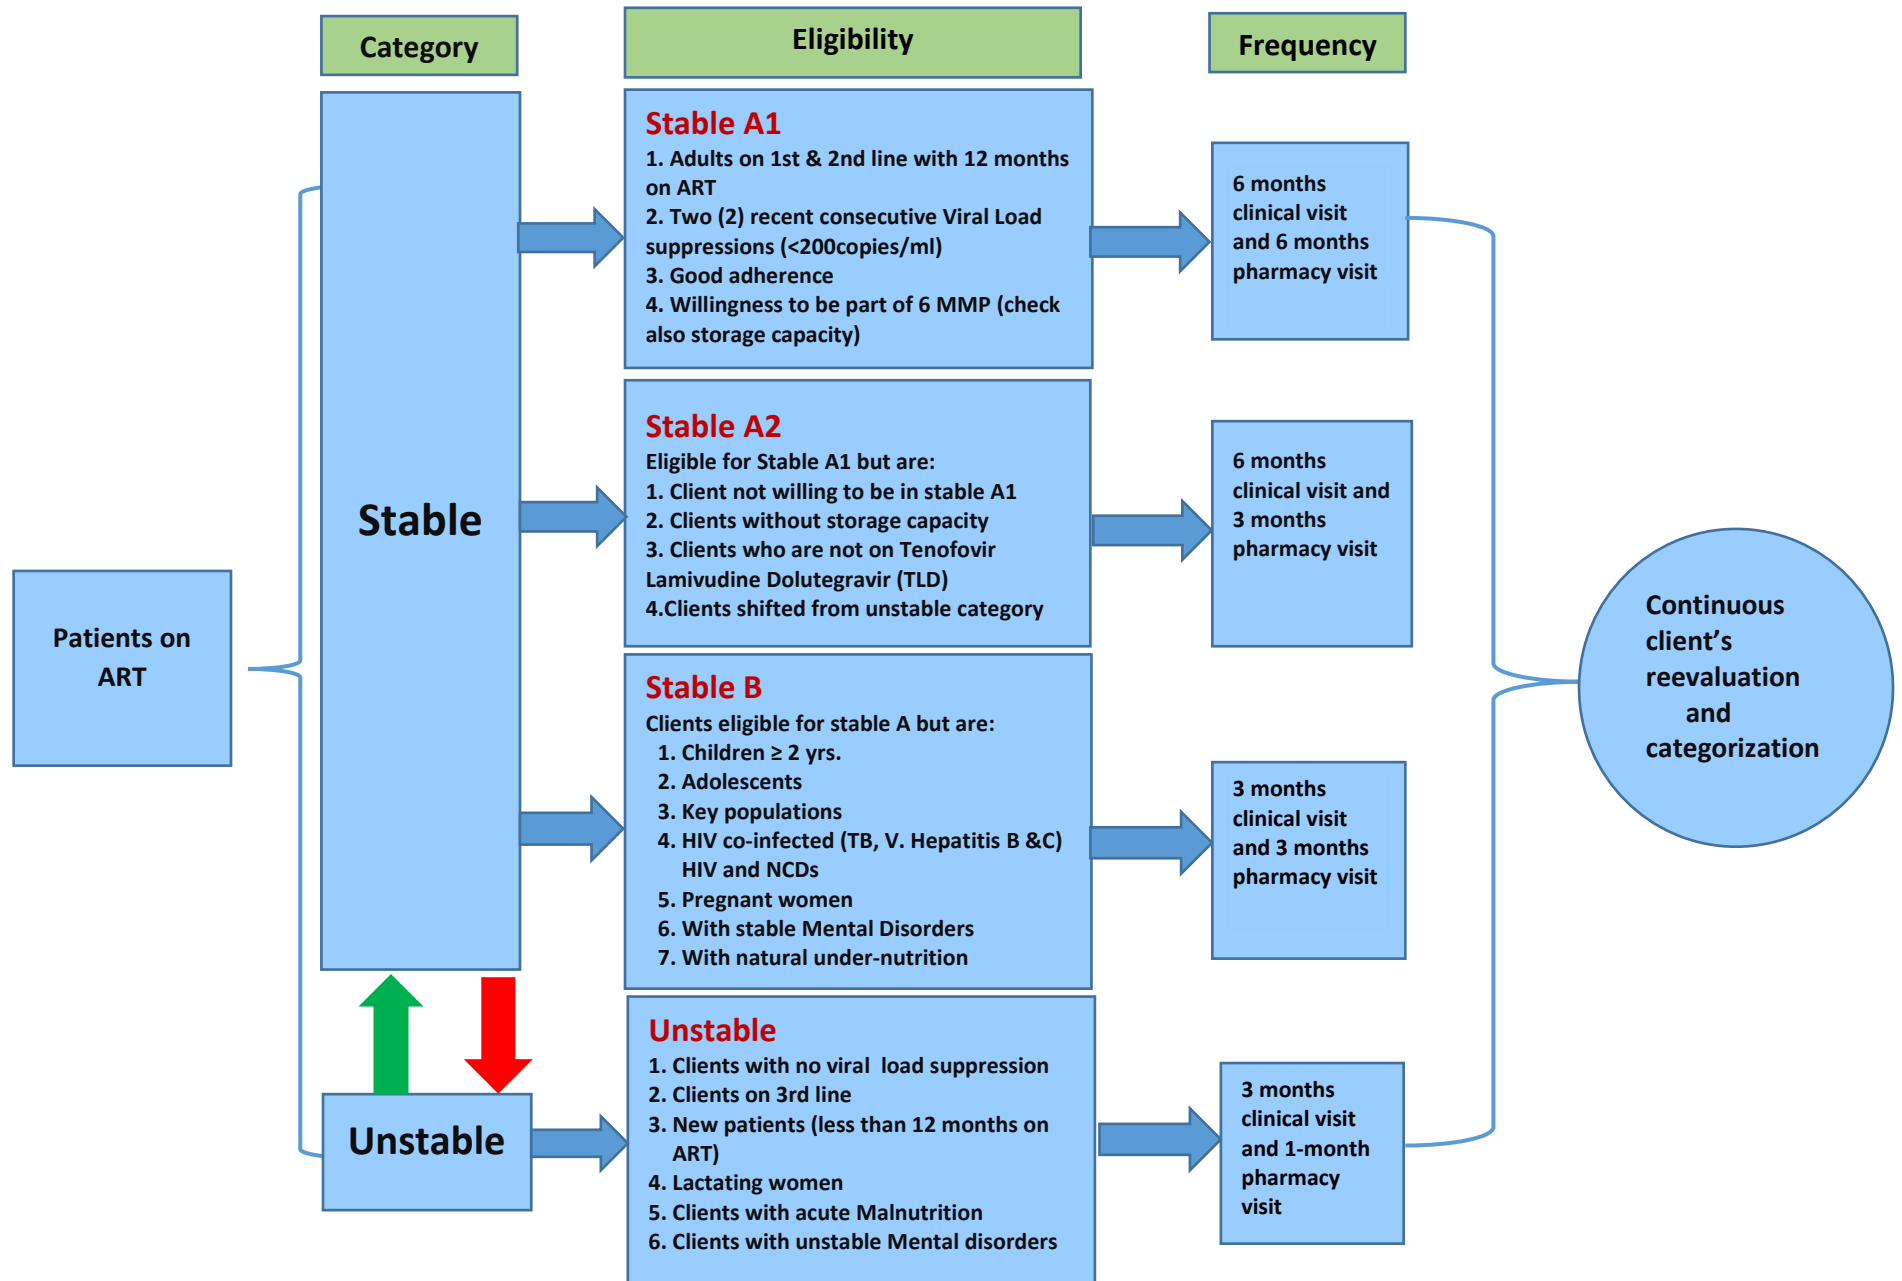 Category
Eligibility
Frequency
Patients on
ART
Stable
Stable A1
1. Adults on 1st & 2nd line with 12 months
on ART
2. Two (2) recent consecutive Viral Load
suppressions (<200copies/ml)
3. Good adherence
4. Willingness to be part of 6 MMP (check
also storage capacity)
6 months
clinical visit
and 6 months
pharmacy visit
Stable A2
Eligible for Stable A1 but are:
1. Client not willing to be in stable A1
2. Clients without storage capacity
3. Clients who are not on Tenofovir
Lamivudine Dolutegravir (TLD)
4.Clients shifted from unstable category
6 months
clinical visit and
3 months
pharmacy visit
Stable B
Clients eligible for stable A but are:
1. Children ≥ 2 yrs.
2. Adolescents
3. Key populations
4. HIV co-infected (TB, V. Hepatitis B &C)
HIV and NCDs
5. Pregnant women
6. With stable Mental Disorders
7. With natural under-nutrition
3 months
clinical visit
and 3 months
pharmacy visit
Unstable
Unstable
1. Clients with no viral load suppression
2. Clients on 3rd line
3. New patients (less than 12 months on
ART)
4. Lactating women
5. Clients with acute Malnutrition
6. Clients with unstable Mental disorders
3 months
clinical visit
and 1-month
pharmacy
visit
Continuous
client’s
reevaluation
and
categorization